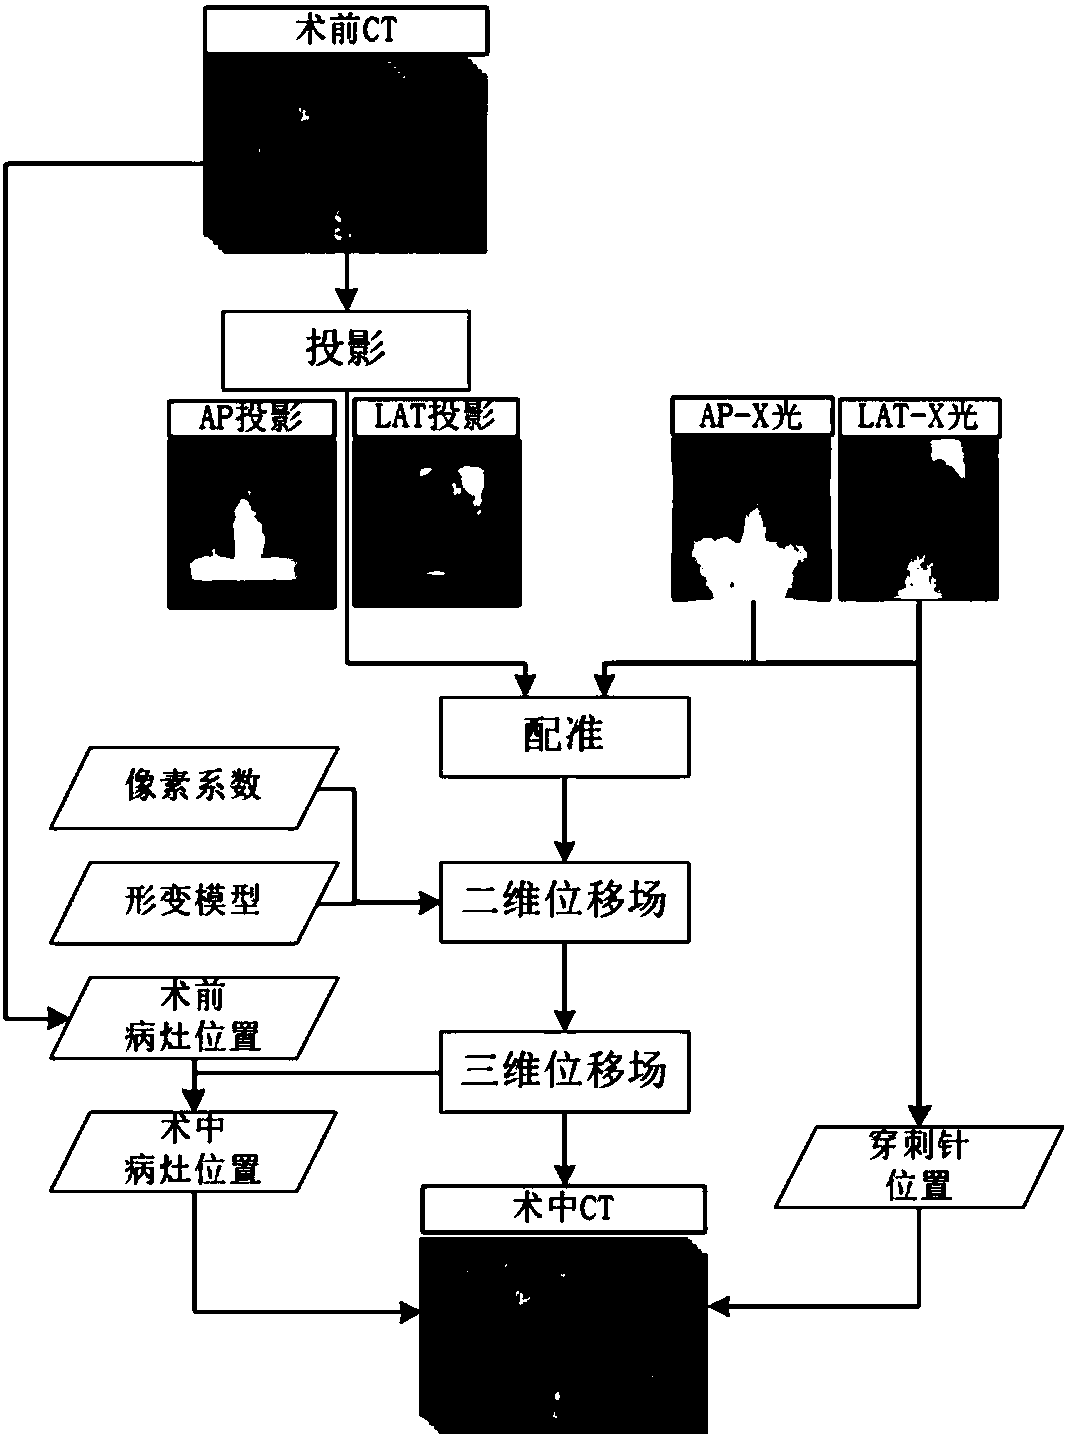 术前CT
投影
AP投影
LAT投影
AP-X光
LAT-X光
配准
像素系数
形变模型
二维位移场
术前
病灶位置
三维位移场
术中
病灶位置
穿刺针
位置
术中CT